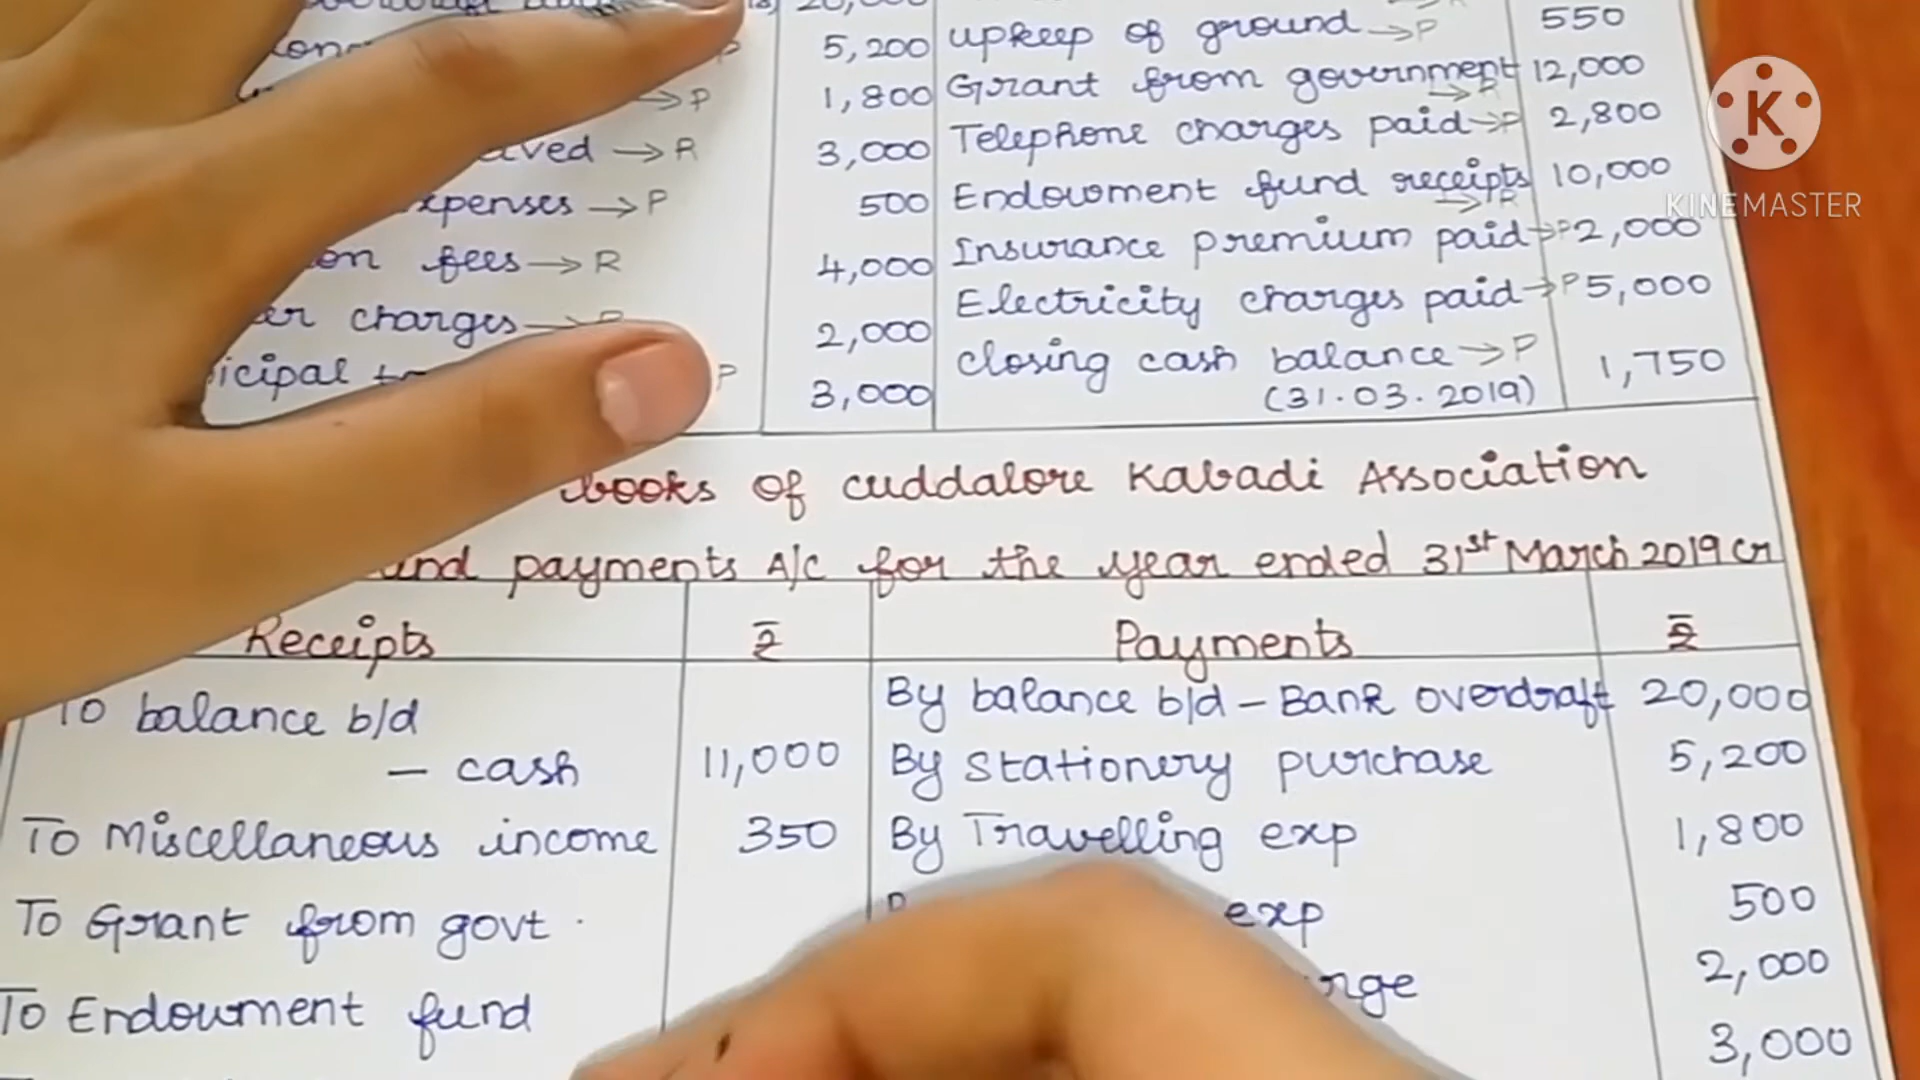 20,000
5,200 upkeep of ground → P 550
→ P 1,800 Grant from government → R 12,000
→ R 3,000 Telephone charges paid → P 2,800
expenses → P 500 Endowment fund receipts → R 10,000
fees → R 4,000 Insurance premium paid → P 2,000
charges → P 2,000 Electricity charges paid → P 5,000
P 3,000 closing cash balance → P 1,750
(31.03.2019)
books of cuddalore Kabadi Association
and payments A/c for the year ended 31st March 2019 cr
Receipts ₹ Payments ₹
To balance b/d By balance b/d - Bank overdraft 20,000
- cash 11,000 By Stationery purchase 5,200
To Miscellaneous income 350 By Travelling exp 1,800
To Grant from govt. exp 500
2,000
To Endowment fund 3,000
K
KINEMASTER